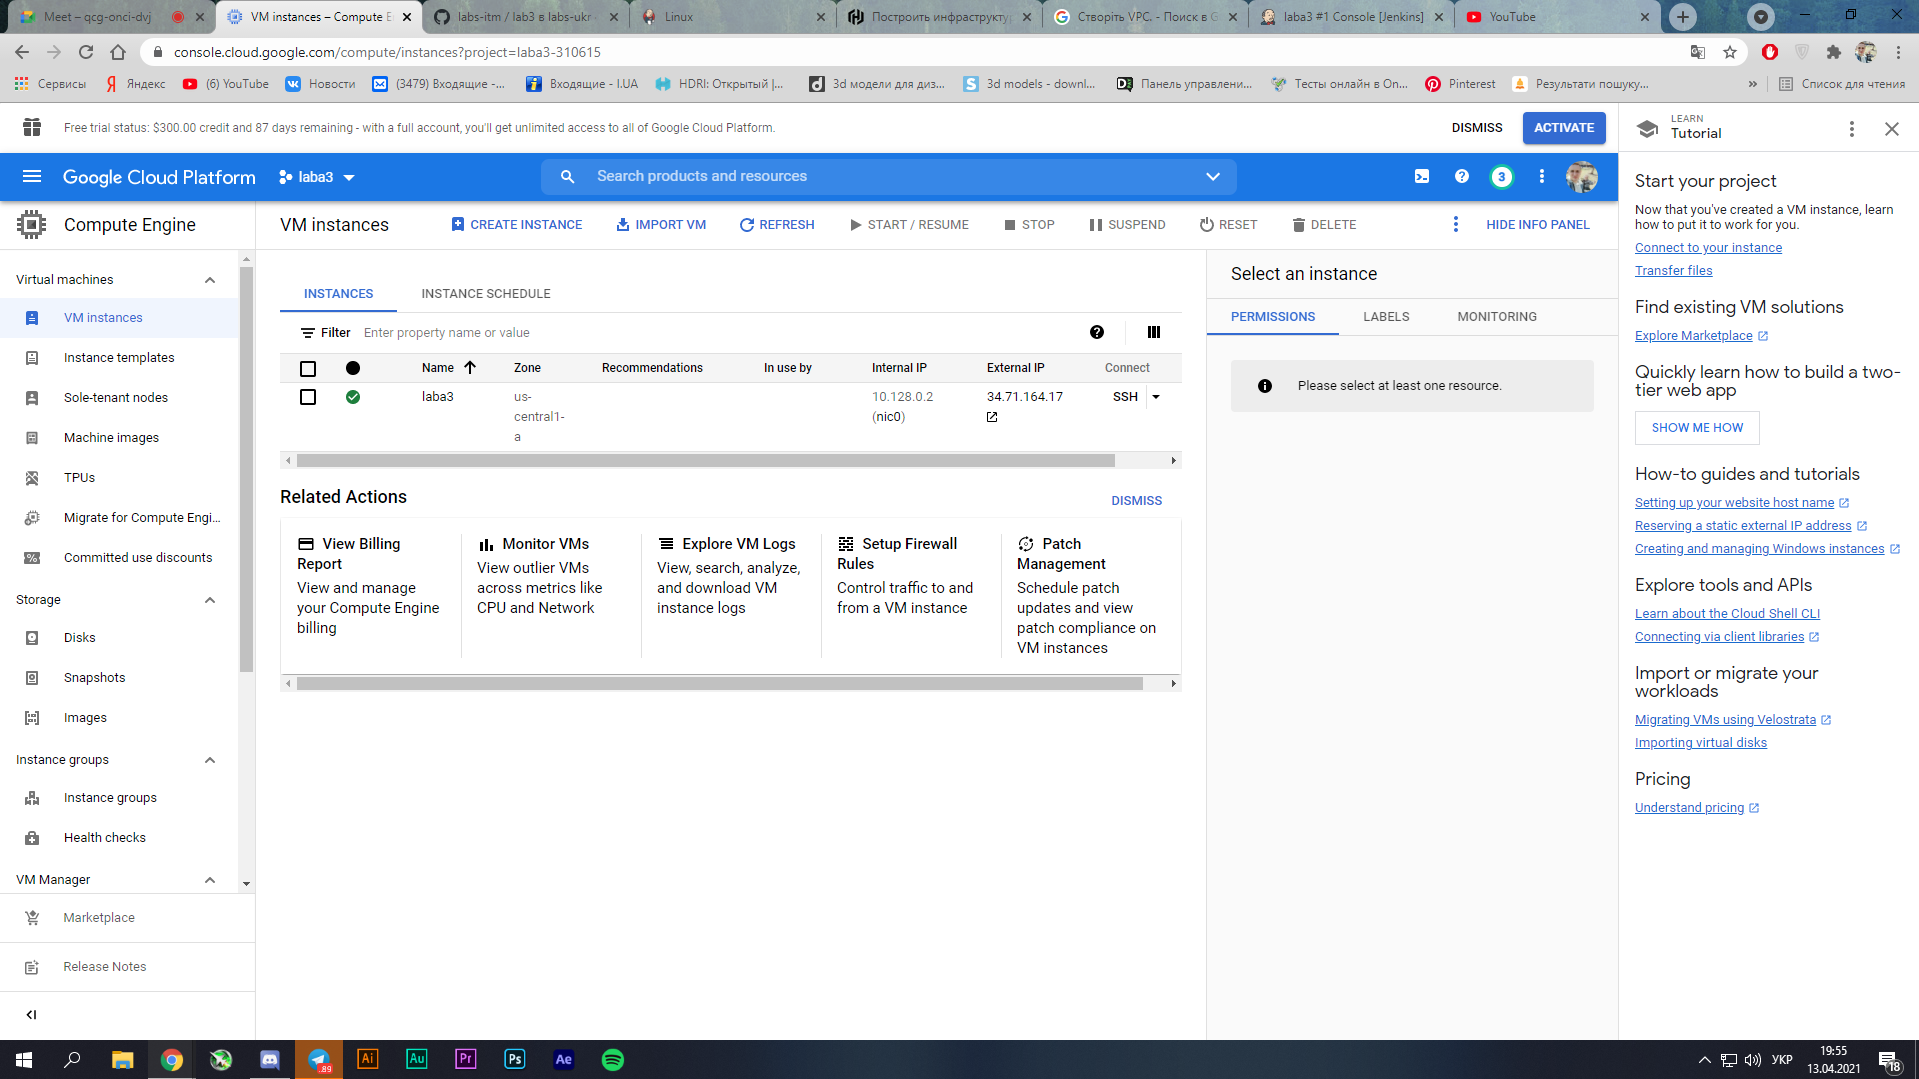 Meet – qcg-onci-dvj
VM instances – Compute E
labs-itm / lab3 в labs-ukr
Linux
Построить инфраструктур
Створіть VPC. - Поиск в G
laba3 #1 Console [Jenkins]
YouTube
console.cloud.google.com/compute/instances?project=laba3-310615
Сервисы
Яндекс
(6) YouTube
Новости
(3479) Входящие -...
Входящие - I.UA
HDRI: Открытый |...
3d модели для диз...
3d models - downl...
Панель управлени...
Тесты онлайн в On...
Pinterest
Результати пошуку...
»
Список для чтения
Free trial status: $300.00 credit and 87 days remaining - with a full account, you'll get unlimited access to all of Google Cloud Platform.
DISMISS
ACTIVATE
LEARN
Tutorial
Google Cloud Platform
laba3
Search products and resources
3
Compute Engine
VM instances
CREATE INSTANCE
IMPORT VM
REFRESH
START / RESUME
STOP
SUSPEND
RESET
DELETE
HIDE INFO PANEL
Virtual machines
VM instances
Instance templates
Sole-tenant nodes
Machine images
TPUs
Migrate for Compute Engi...
Committed use discounts
Storage
Disks
Snapshots
Images
Instance groups
Instance groups
Health checks
VM Manager
Marketplace
Release Notes
INSTANCES
INSTANCE SCHEDULE
Filter
Enter property name or value
Name
Zone
Recommendations
In use by
Internal IP
External IP
Connect
laba3
us-
central1-
a
10.128.0.2
(nic0)
34.71.164.17
SSH
Related Actions
DISMISS
View Billing
Report
View and manage
your Compute Engine
billing
Monitor VMs
View outlier VMs
across metrics like
CPU and Network
Explore VM Logs
View, search, analyze,
and download VM
instance logs
Setup Firewall
Rules
Control traffic to and
from a VM instance
Patch
Management
Schedule patch
updates and view
patch compliance on
VM instances
Select an instance
PERMISSIONS
LABELS
MONITORING
Please select at least one resource.
Start your project
Now that you've created a VM instance, learn
how to put it to work for you.
Connect to your instance
Transfer files
Find existing VM solutions
Explore Marketplace
Quickly learn how to build a two-
tier web app
SHOW ME HOW
How-to guides and tutorials
Setting up your website host name
Reserving a static external IP address
Creating and managing Windows instances
Explore tools and APIs
Learn about the Cloud Shell CLI
Connecting via client libraries
Import or migrate your
workloads
Migrating VMs using Velostrata
Importing virtual disks
Pricing
Understand pricing
89
Ai
Au
Pr
Ps
Ae
УКР
19:55
13.04.2021
18